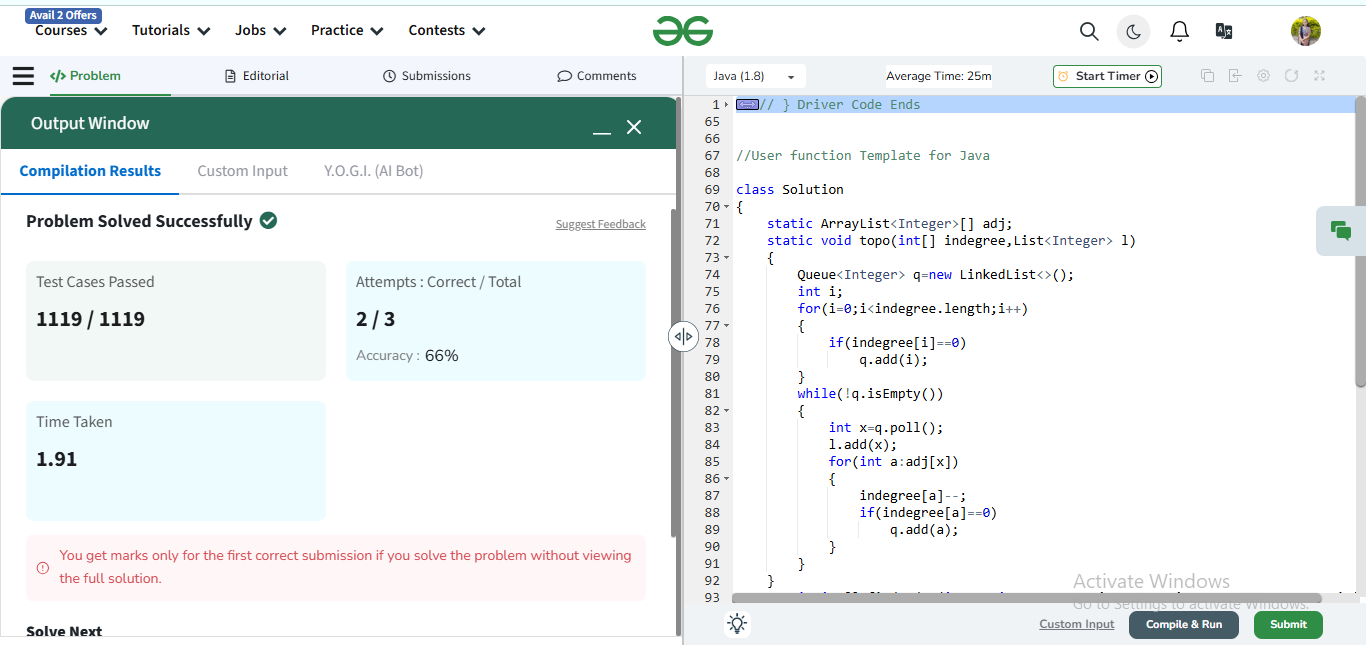 Avail 2 Offers
Courses Tutorials Jobs Practice Contests
Problem Editorial Submissions Comments
Java (1.8) Average Time: 25m Start Timer
Output Window
Compilation Results Custom Input Y.O.G.I. (AI Bot)
Problem Solved Successfully
Suggest Feedback
Test Cases Passed
1119 / 1119
Attempts : Correct / Total
2 / 3
Accuracy : 66%
Time Taken
1.91
You get marks only for the first correct submission if you solve the problem without viewing
the full solution.
Solve Next
1 // } Driver Code Ends
65
66
67 //User function Template for Java
68
69 class Solution
70 {
71 static ArrayList<Integer>[] adj;
72 static void topo(int[] indegree,List<Integer> l)
73 {
74 Queue<Integer> q=new LinkedList<>();
75 int i;
76 for(i=0;i<indegree.length;i++)
77 {
78 if(indegree[i]==0)
79 q.add(i);
80 }
81 while(!q.isEmpty())
82 {
83 int x=q.poll();
84 l.add(x);
85 for(int a:adj[x])
86 {
87 indegree[a]--;
88 if(indegree[a]==0)
89 q.add(a);
90 }
91 }
92 }
93
Activate Windows
Go to Settings to activate Windows.
Custom Input Compile & Run Submit